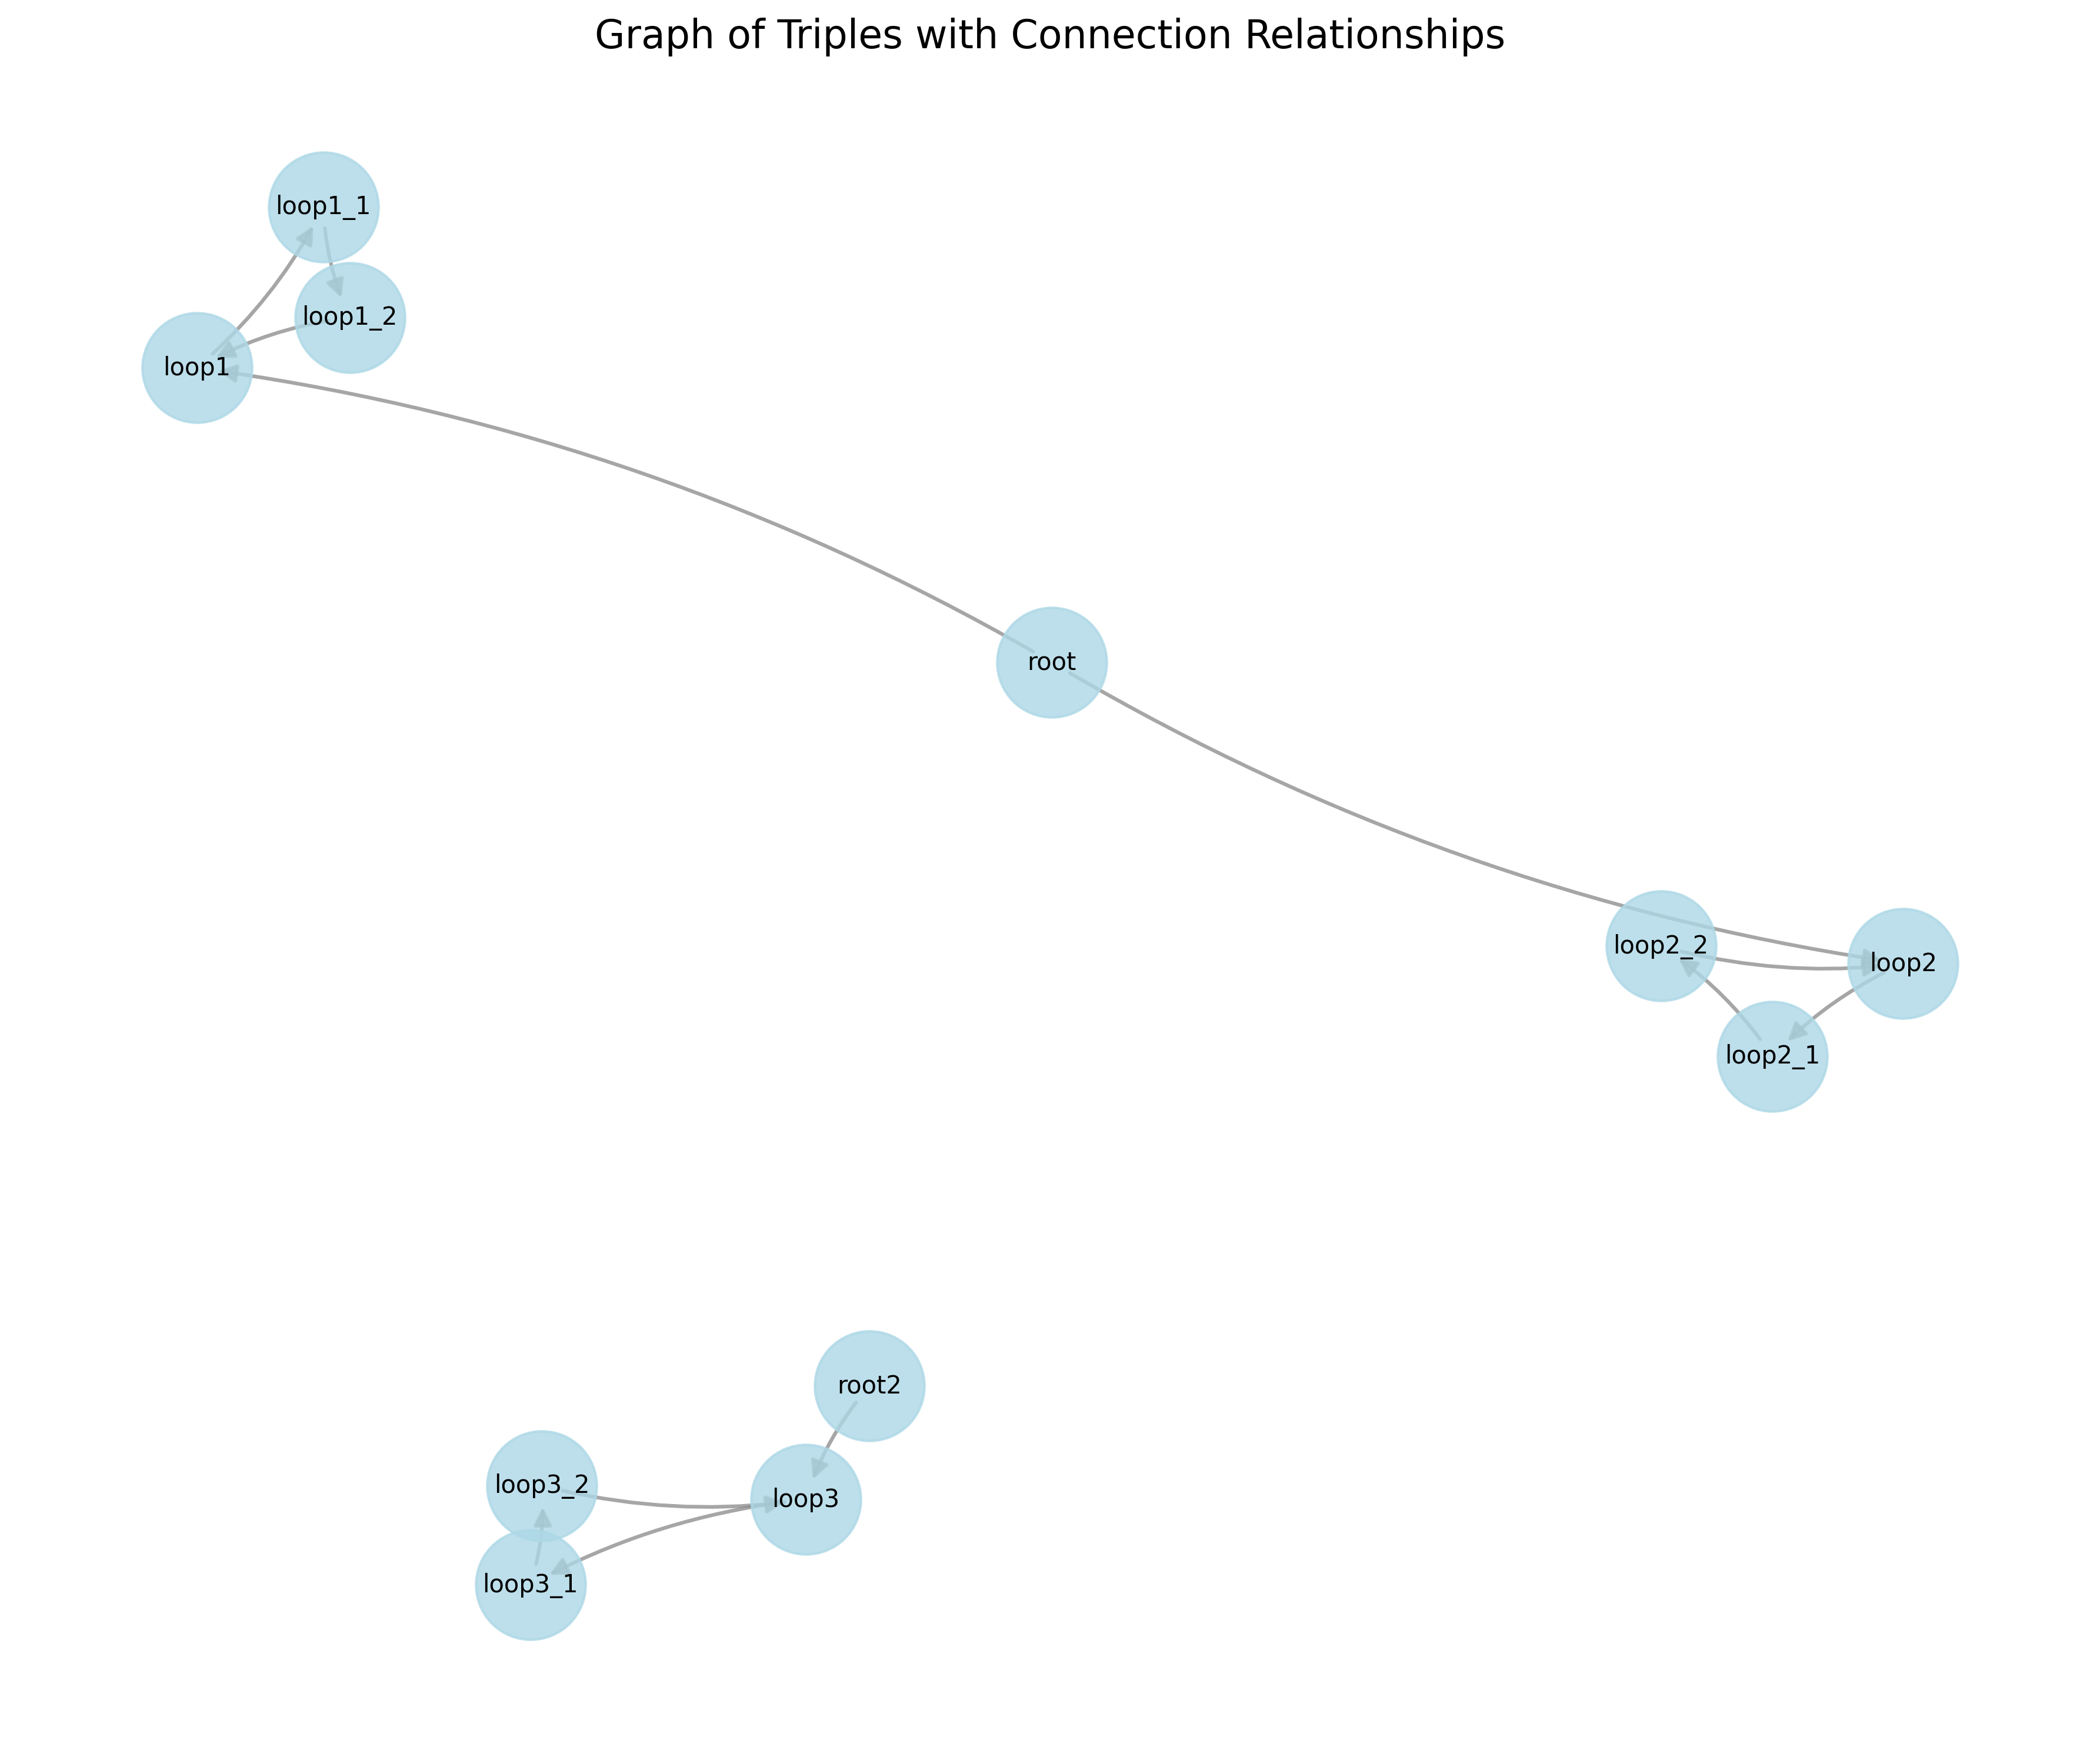 Graph of Triples with Connection Relationships
loop1_1
loop1_2
loop1
root
loop2_2
loop2
loop2_1
root2
loop3_2
loop3
loop3_1